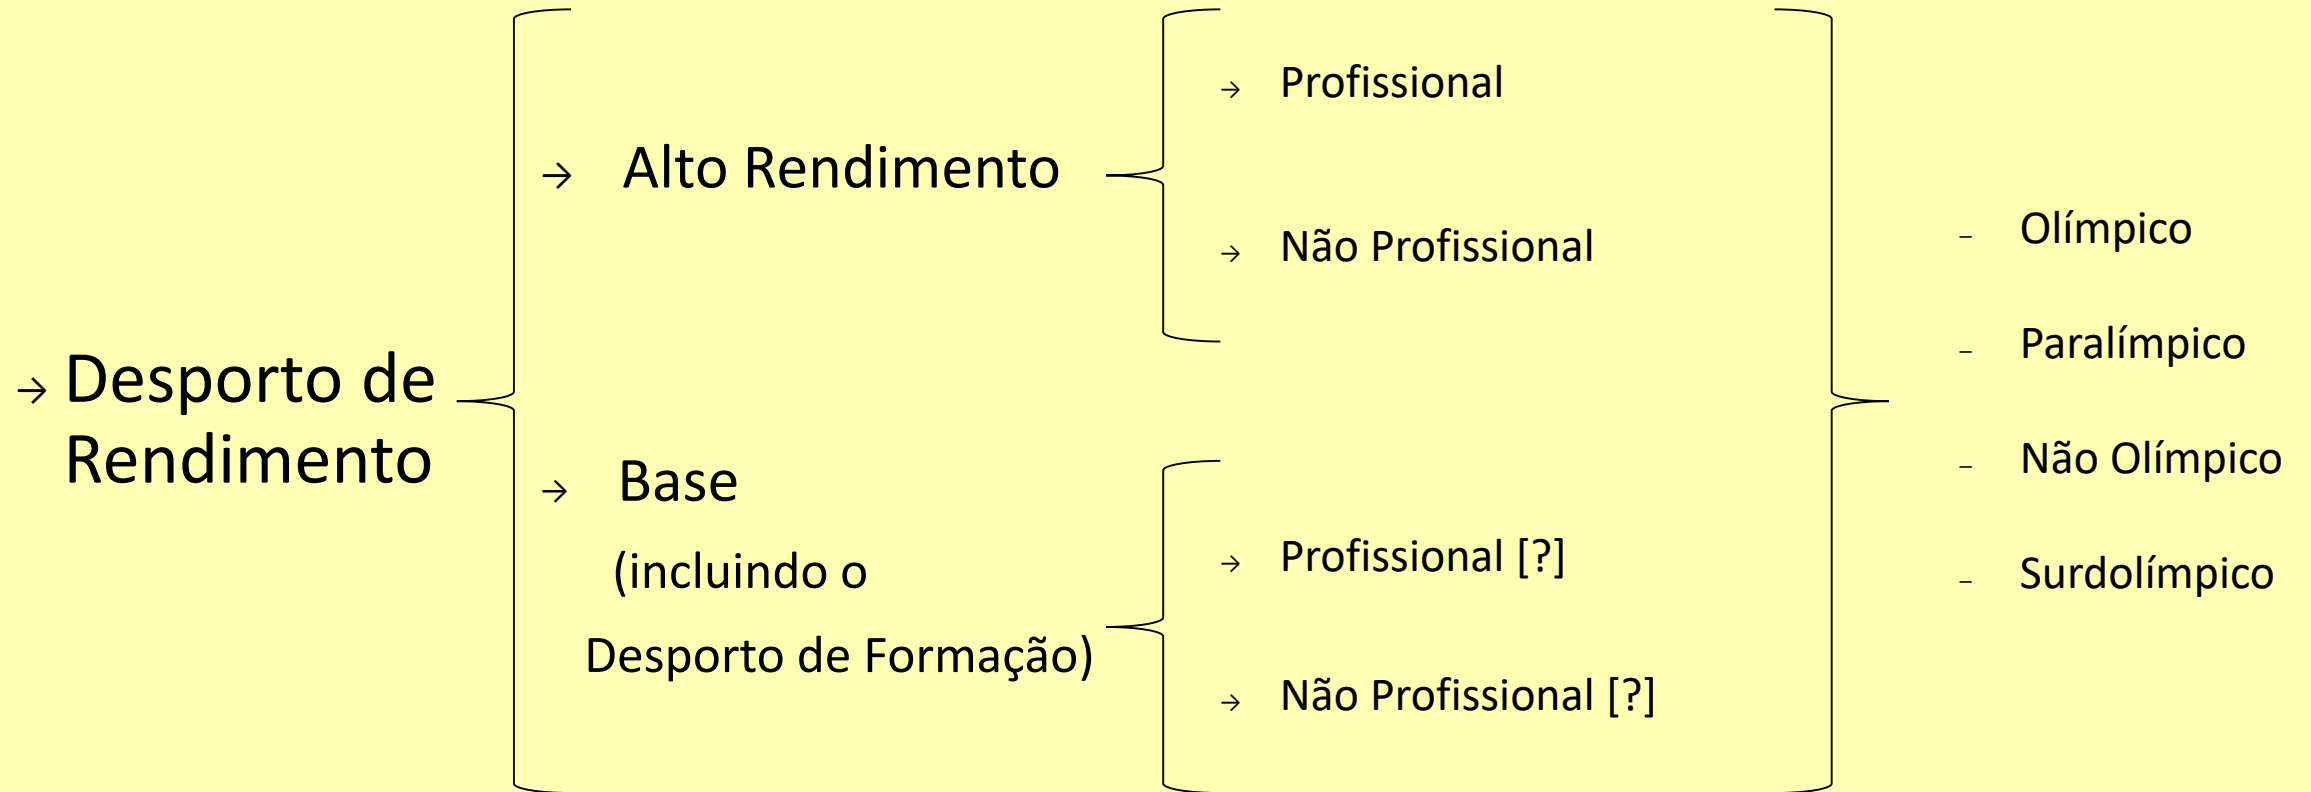 → Desporto de
Rendimento
→ Alto Rendimento
→ Profissional
→ Não Profissional
→ Base
(incluindo o
Desporto de Formação)
→ Profissional [?]
→ Não Profissional [?]
– Olímpico
– Paralímpico
– Não Olímpico
– Surdolímpico